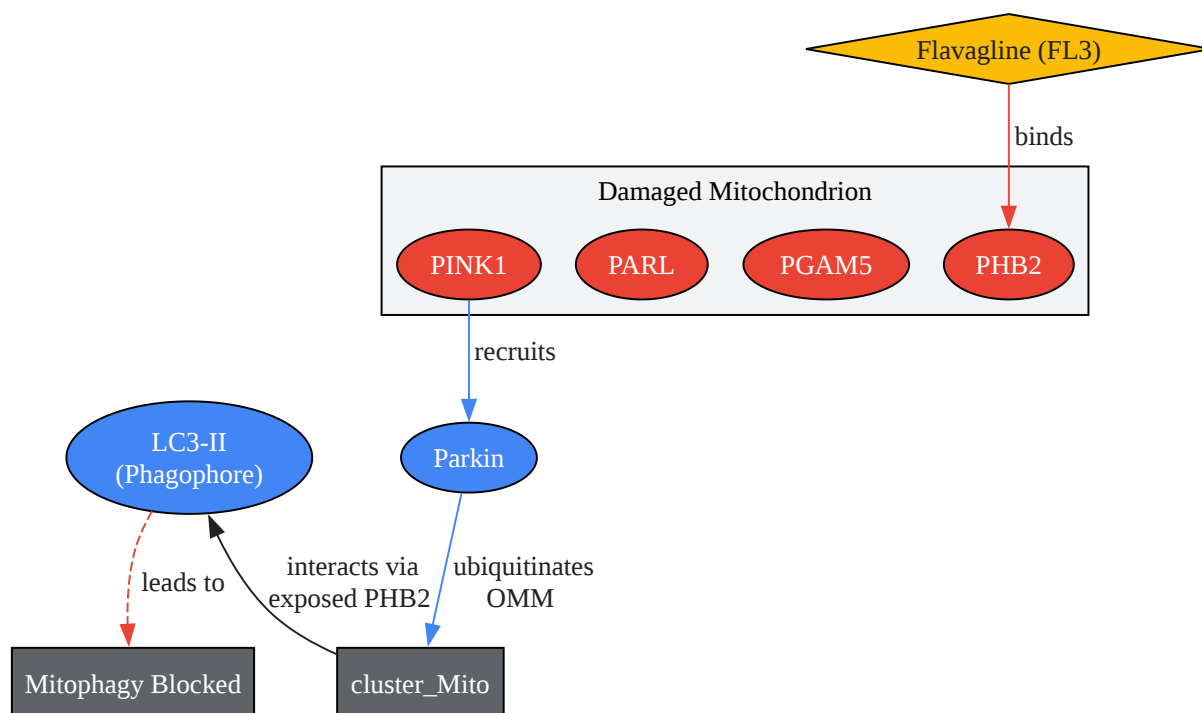 Flavagline (FL3)
binds
Damaged Mitochondrion
PINK1
PARL
PGAM5
PHB2
recruits
LC3-II
(Phagophore)
Parkin
leads to
interacts via
exposed PHB2
ubiquitinates
OMM
Mitophagy Blocked
cluster_Mito